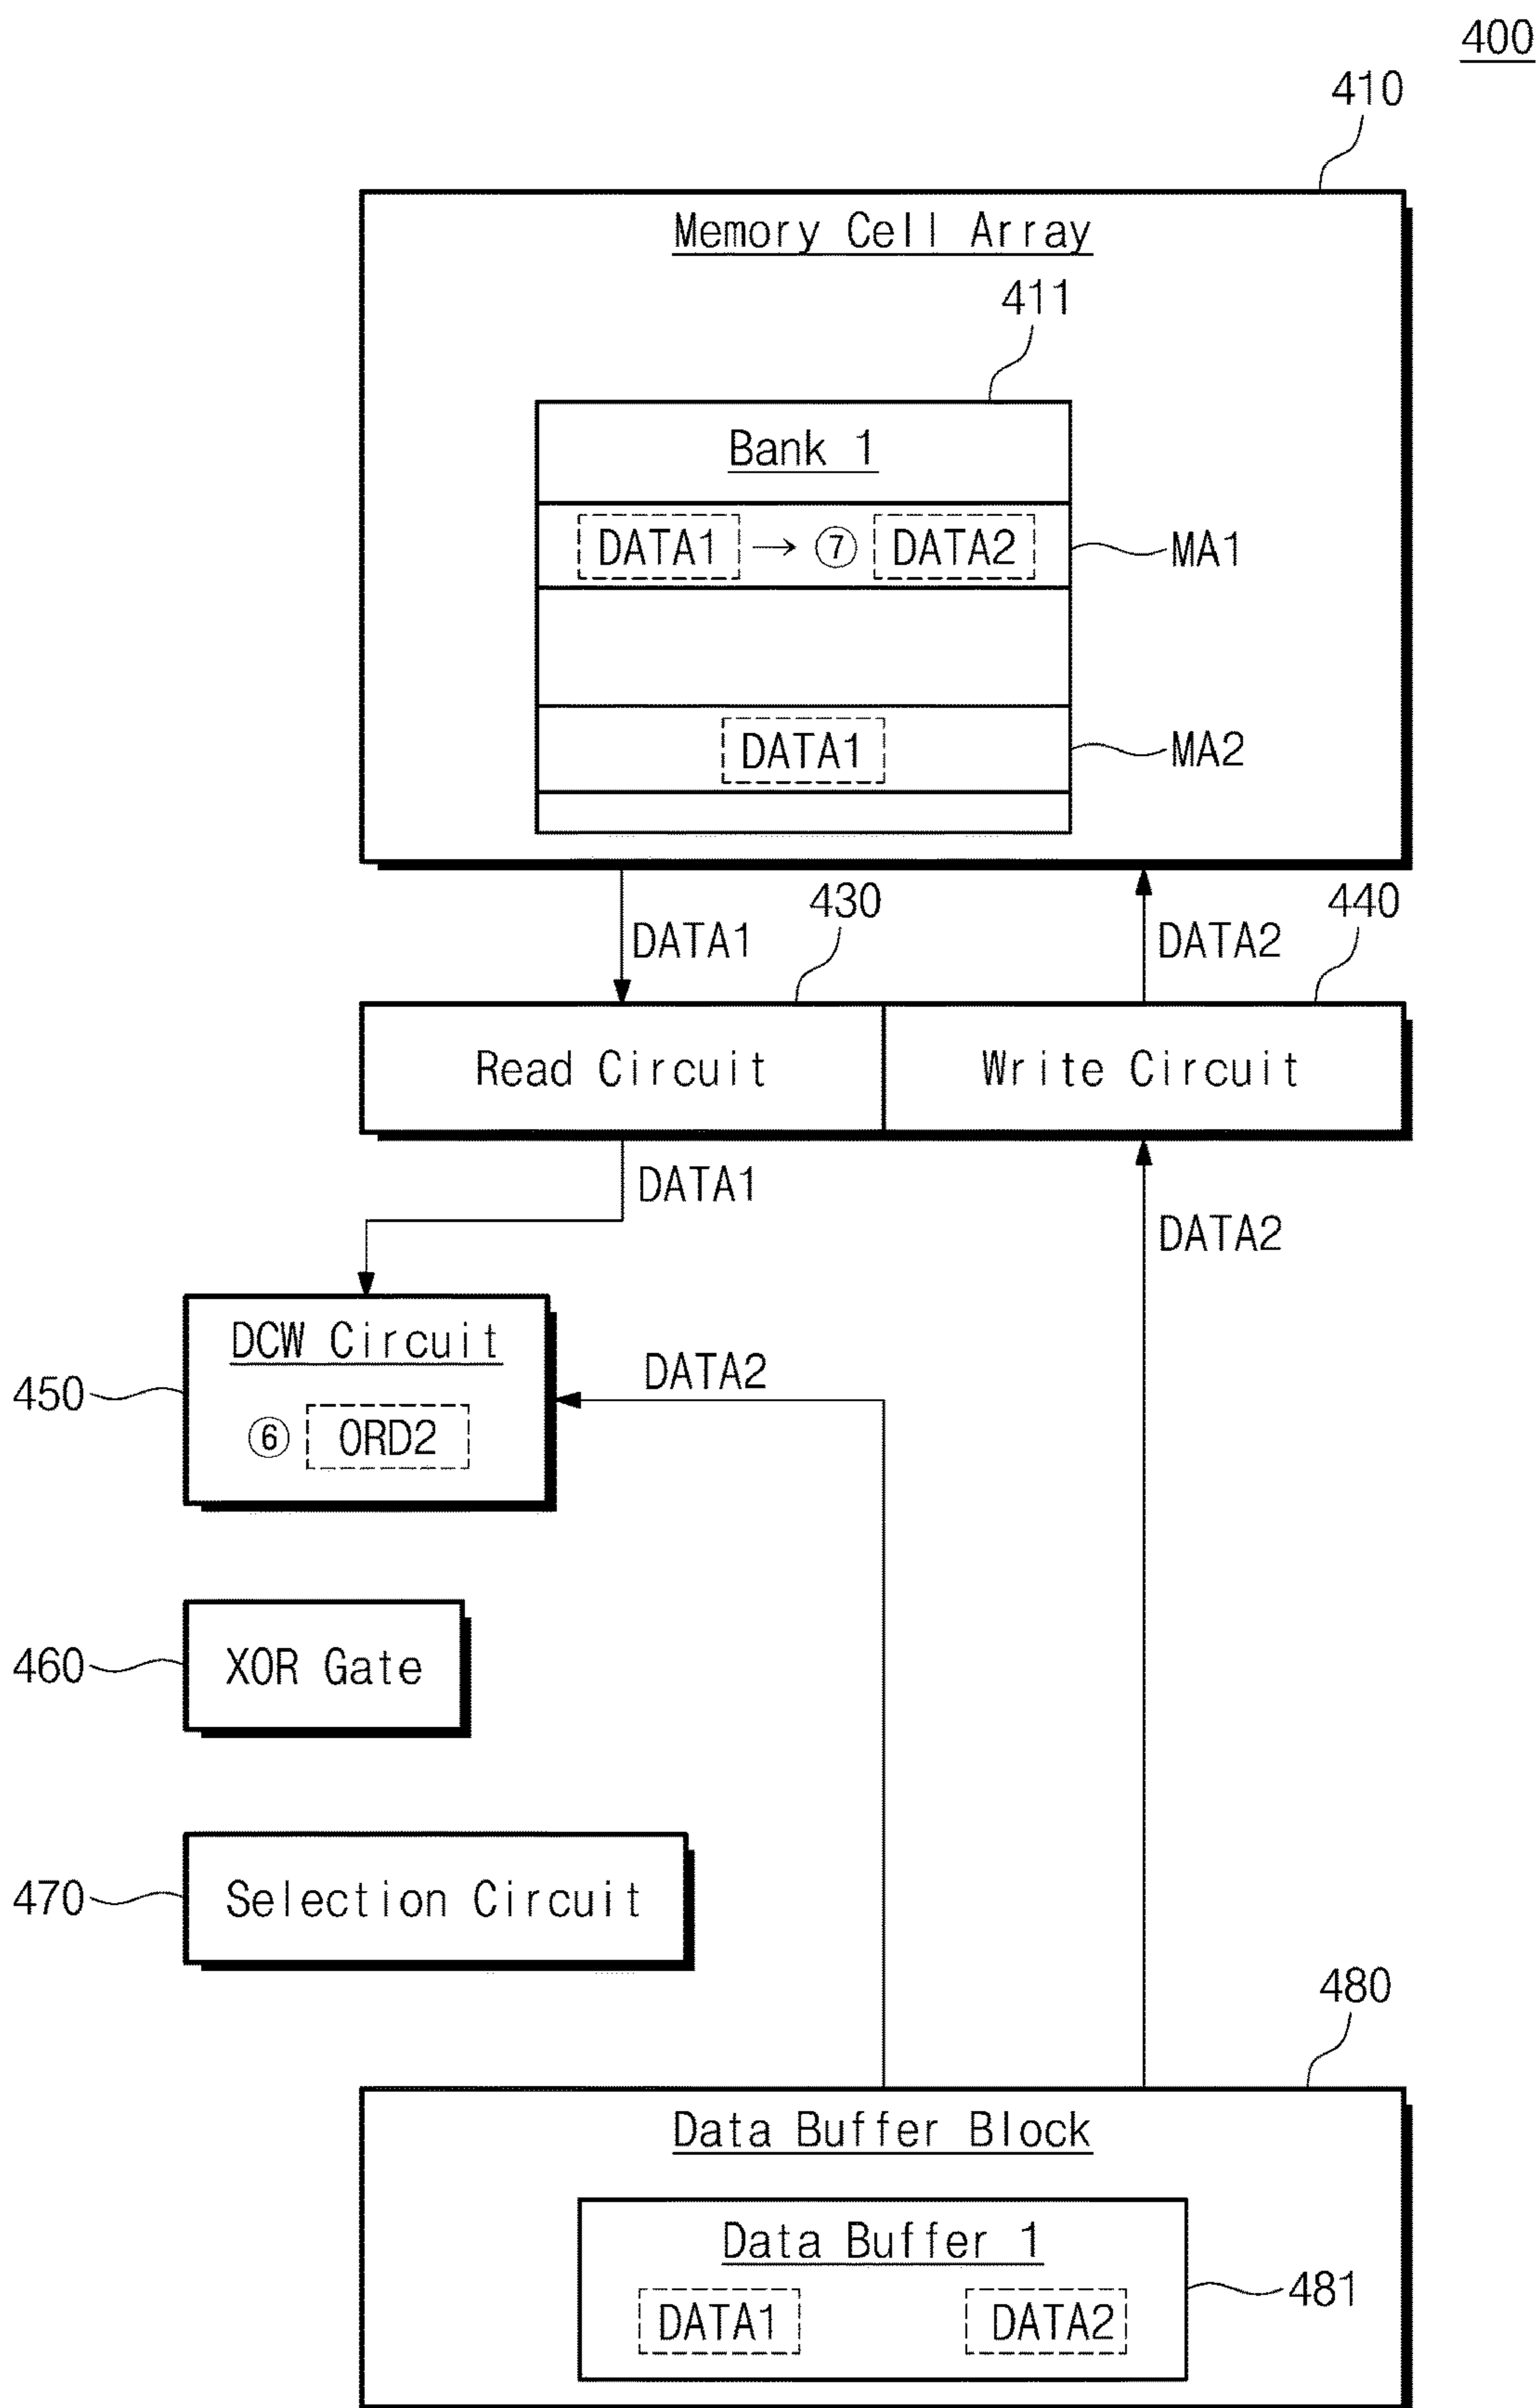 400
410
Memory Cell Array
411
Bank 1
DATA1 → ⑦ DATA2
MA1
DATA1
MA2
DATA1
430
DATA2
440
Read Circuit
Write Circuit
DATA1
DATA2
DCW Circuit
450
DATA2
⑥ ORD2
460
XOR Gate
470
Selection Circuit
480
Data Buffer Block
Data Buffer 1
481
DATA1
DATA2